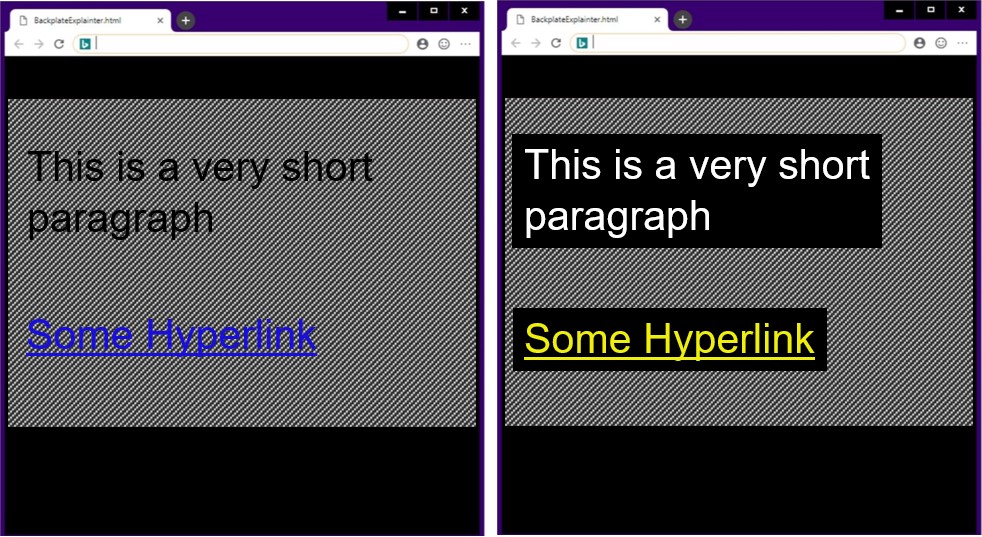 BackplateExplainter.html
This is a very short
paragraph
Some Hyperlink
BackplateExplainter.html
This is a very short
paragraph
Some Hyperlink